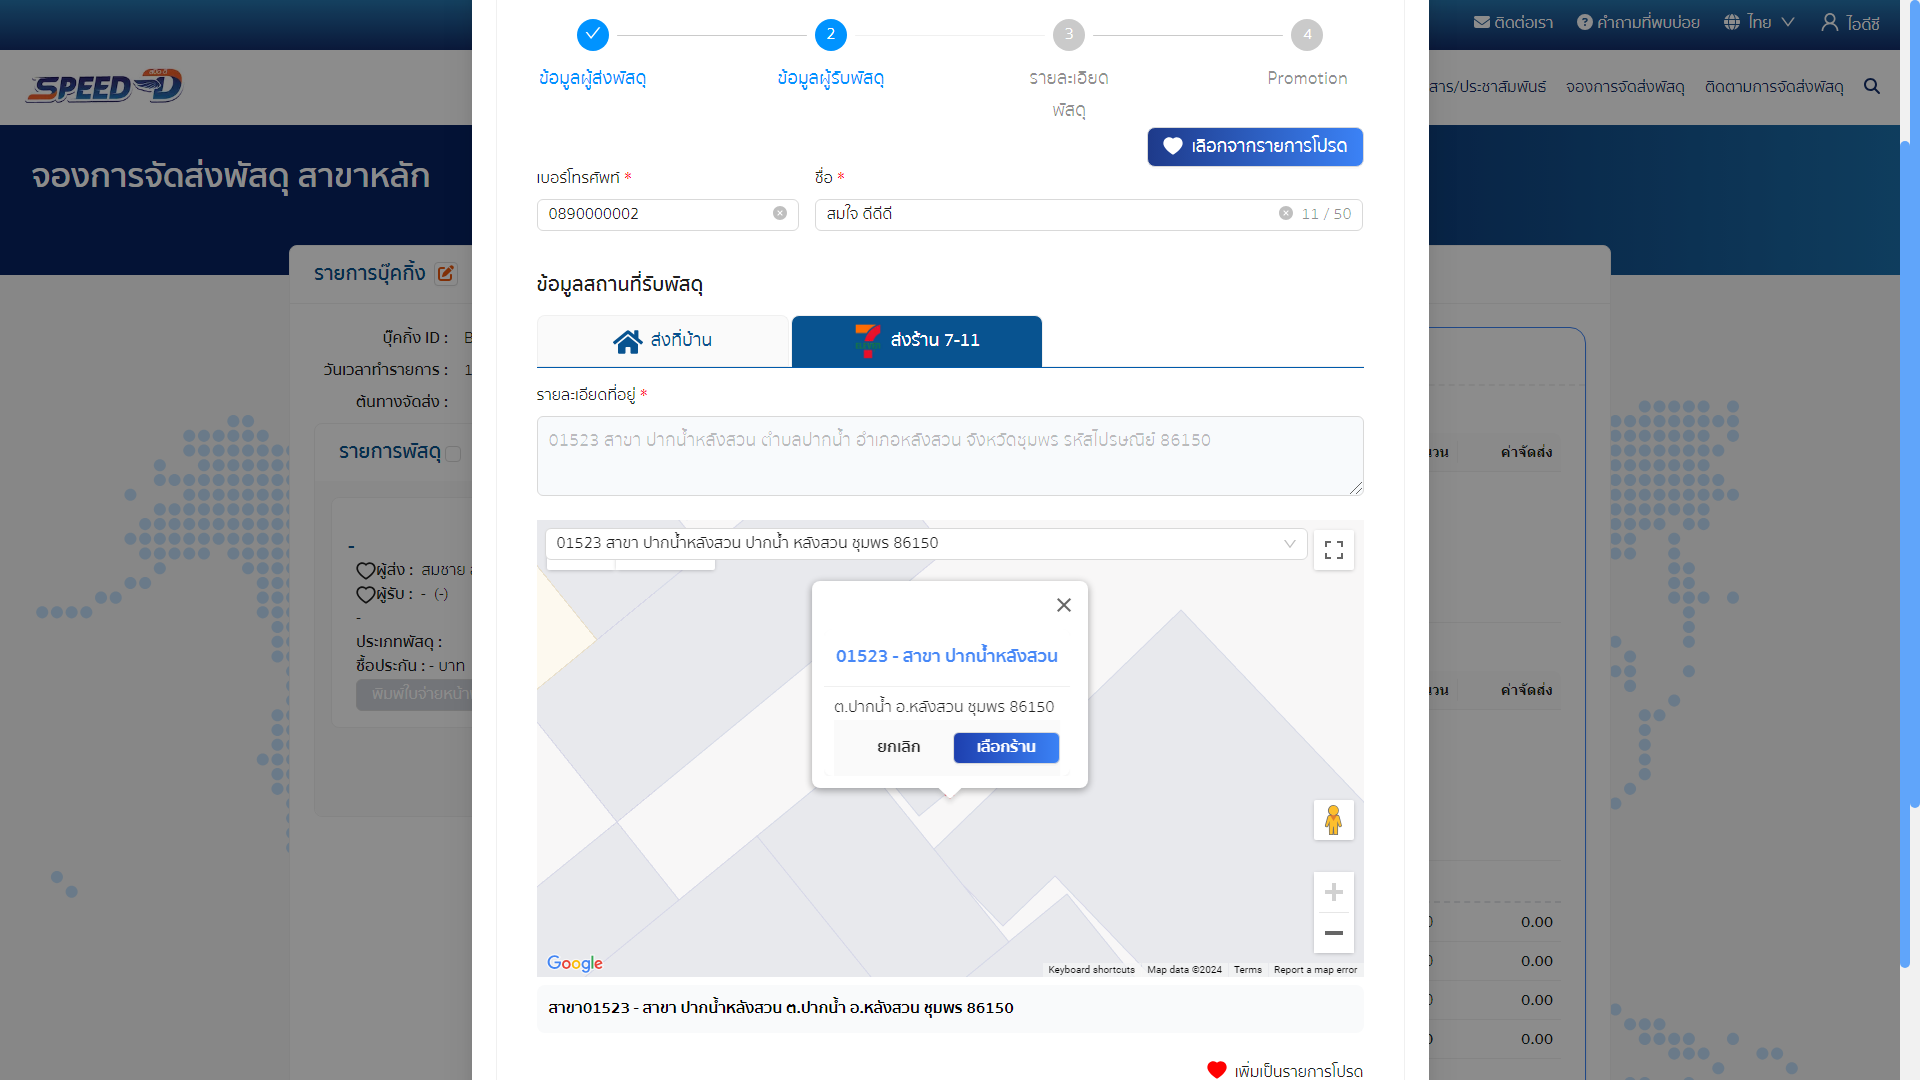 ติดต่อเรา
คำถามที่พบบ่อย
ไทย
ไอดีซี
SPEED-D
สาร/ประชาสัมพันธ์
จองการจัดส่งพัสดุ
ติดตามการจัดส่งพัสดุ
จองการจัดส่งพัสดุ สาขาหลัก
2
3
4
ข้อมูลผู้ส่งพัสดุ
ข้อมูลผู้รับพัสดุ
รายละเอียด
พัสดุ
Promotion
เลือกจากรายการโปรด
เบอร์โทรศัพท์ *
ชื่อ *
0890000002
สมใจ ดีดีดี
11 / 50
ข้อมูลสถานที่รับพัสดุ
ส่งที่บ้าน
ส่งร้าน 7-11
รายละเอียดที่อยู่ *
01523 สาขา ปากน้ำหลังสวน ตำบลปากน้ำ อำเภอหลังสวน จังหวัดชุมพร รหัสไปรษณีย์ 86150
01523 สาขา ปากน้ำหลังสวน ปากน้ำ หลังสวน ชุมพร 86150
01523 - สาขา ปากน้ำหลังสวน
ต.ปากน้ำ อ.หลังสวน ชุมพร 86150
ยกเลิก
เลือกร้าน
Google
Keyboard shortcuts
Map data ©2024
Terms
Report a map error
สาขา01523 - สาขา ปากน้ำหลังสวน ต.ปากน้ำ อ.หลังสวน ชุมพร 86150
เพิ่มเป็นรายการโปรด
รายการบุ๊คกิ้ง
บุ๊คกิ้ง ID : B
วันเวลาทำรายการ : 1
ต้นทางจัดส่ง :
รายการพัสดุ
-
ผู้ส่ง : สมชาย
ผู้รับ : - (-)
-
ประเภทพัสดุ :
ซื้อประกัน : - บาท
พิมพ์ใบจ่ายหน้า
วน
ค่าจัดส่ง
วน
ค่าจัดส่ง
0.00
0.00
0.00
0.00